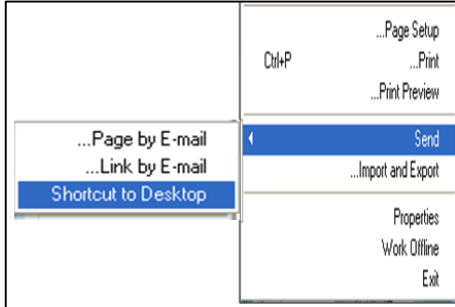 ...Page Setup
Ctrl+P ...Print
...Print Preview
Send
...Import and Export
Properties
Work Offline
Exit
...Page by E-mail
...Link by E-mail
Shortcut to Desktop